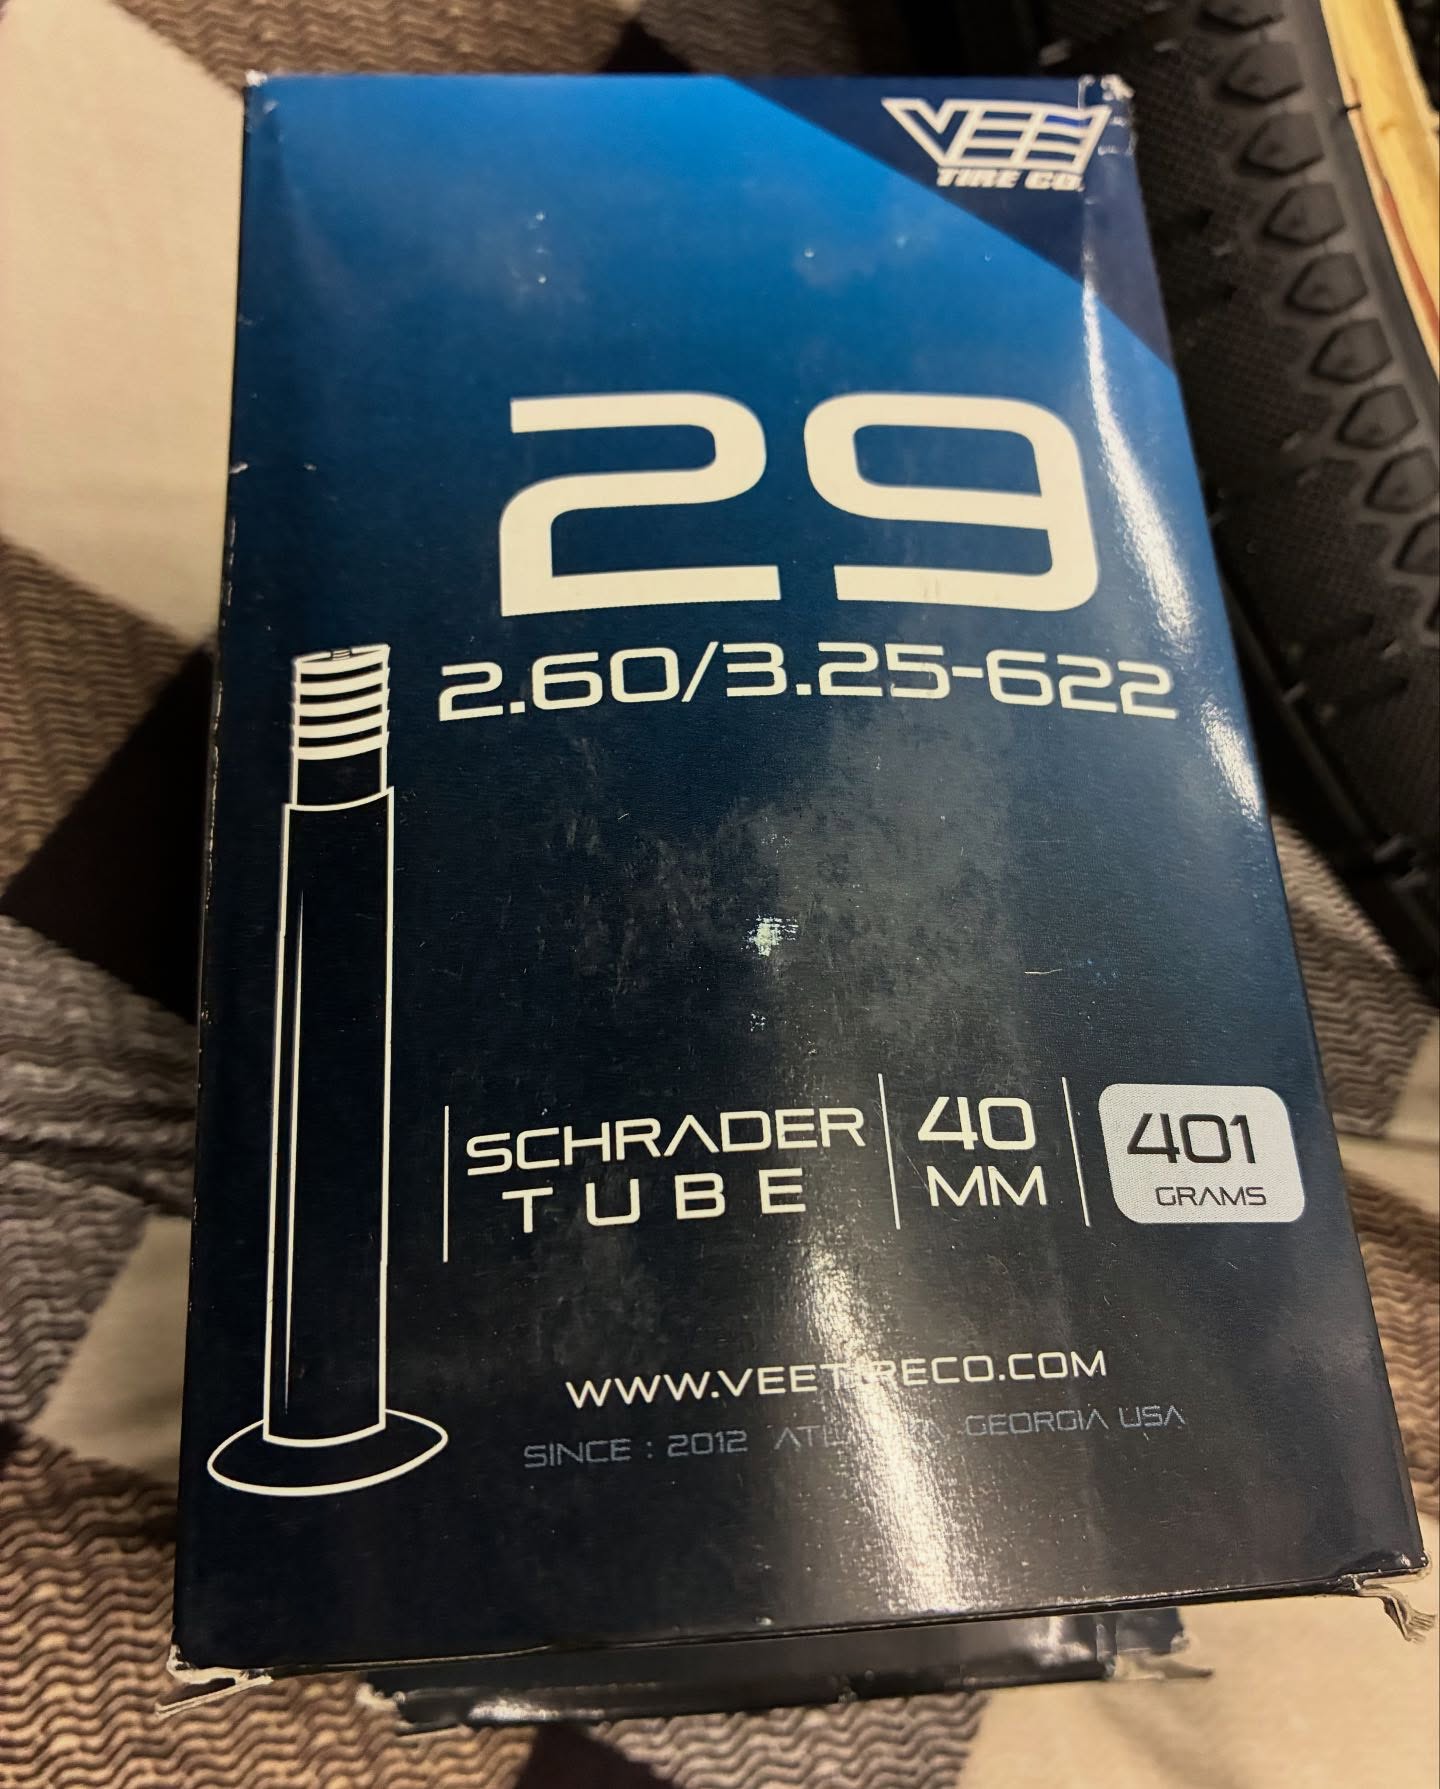 VEE
TIRE CO.
29
2.60/3.25-622
SCHRADER
TUBE
40
MM
401
GRAMS
WWW.VEETIRECO.COM
SINCE : 2012 ATLANTA, GEORGIA USA